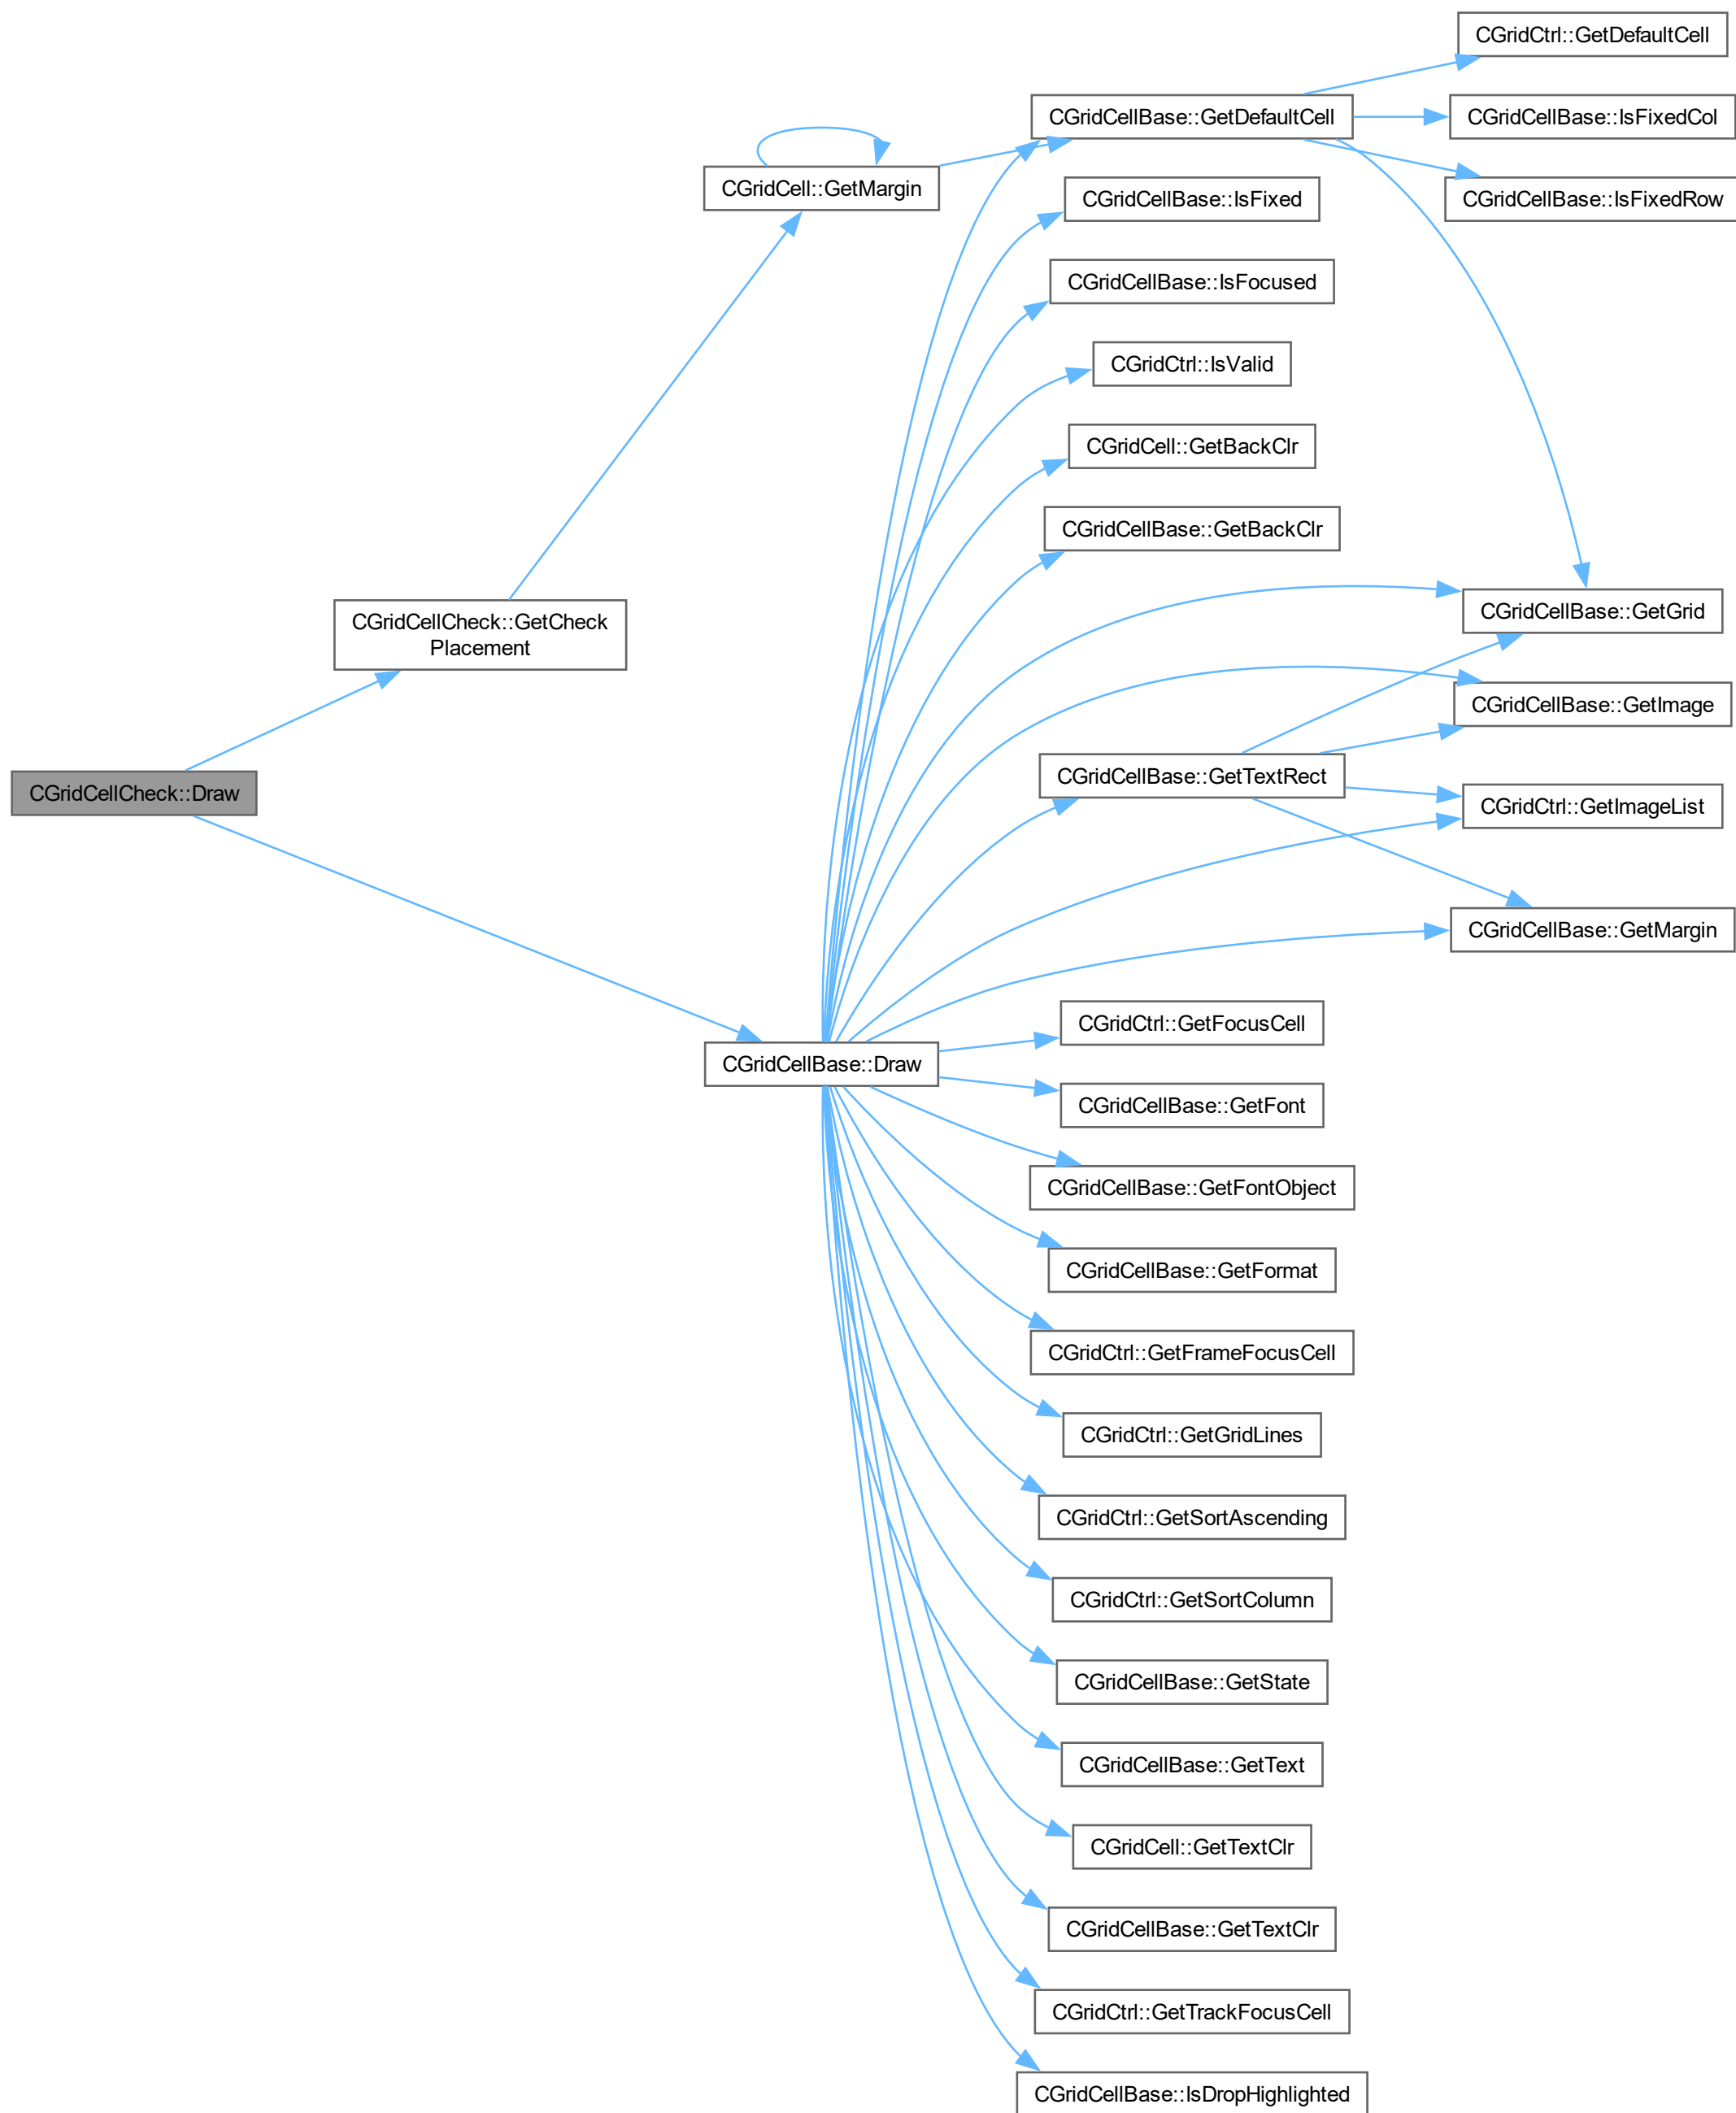 CGridCtrl::GetDefaultCell
CGridCellBase::GetDefaultCell
CGridCellBase::IsFixedCol
CGridCell::GetMargin
CGridCellBase::IsFixed
CGridCellBase::IsFixedRow
CGridCellBase::IsFocused
CGridCtrl::IsValid
CGridCell::GetBackClr
CGridCellBase::GetBackClr
CGridCellCheck::GetCheck
Placement
CGridCellBase::GetGrid
CGridCellBase::GetImage
CGridCellCheck::Draw
CGridCellBase::GetTextRect
CGridCtrl::GetImageList
CGridCellBase::GetMargin
CGridCellBase::Draw
CGridCtrl::GetFocusCell
CGridCellBase::GetFont
CGridCellBase::GetFontObject
CGridCellBase::GetFormat
CGridCtrl::GetFrameFocusCell
CGridCtrl::GetGridLines
CGridCtrl::GetSortAscending
CGridCtrl::GetSortColumn
CGridCellBase::GetState
CGridCellBase::GetText
CGridCell::GetTextClr
CGridCellBase::GetTextClr
CGridCtrl::GetTrackFocusCell
CGridCellBase::IsDropHighlighted